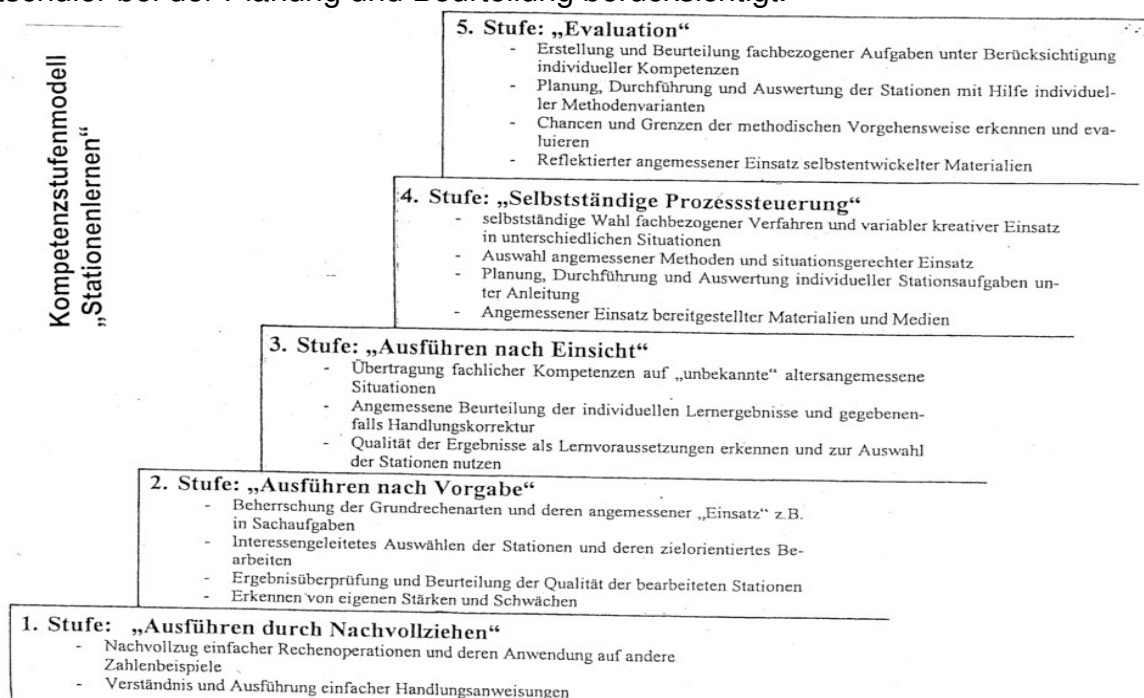 tschüler bei der Planung und Beurteilung berücksichtigt.
Kompetenzstufenmodell
„Stationenlernen“
5. Stufe: „Evaluation“
- Erstellung und Beurteilung fachbezogener Aufgaben unter Berücksichtigung
individueller Kompetenzen
- Planung, Durchführung und Auswertung der Stationen mit Hilfe individuel-
ler Methodenvarianten
- Chancen und Grenzen der methodischen Vorgehensweise erkennen und eva-
luieren
- Reflektierter angemessener Einsatz selbstentwickelter Materialien
4. Stufe: „Selbstständige Prozesssteuerung“
- selbstständige Wahl fachbezogener Verfahren und variabler kreativer Einsatz
in unterschiedlichen Situationen
- Auswahl angemessener Methoden und situationsgerechter Einsatz
- Planung, Durchführung und Auswertung individueller Stationsaufgaben un-
ter Anleitung
- Angemessener Einsatz bereitgestellter Materialien und Medien
3. Stufe: „Ausführen nach Einsicht“
- Übertragung fachlicher Kompetenzen auf „unbekannte“ altersangemessene
Situationen
- Angemessene Beurteilung der individuellen Lernergebnisse und gegebenen-
falls Handlungskorrektur
- Qualität der Ergebnisse als Lernvoraussetzungen erkennen und zur Auswahl
der Stationen nutzen
2. Stufe: „Ausführen nach Vorgabe“
- Beherrschung der Grundrechenarten und deren angemessener „Einsatz“ z.B.
in Sachaufgaben
- Interessengeleitetes Auswählen der Stationen und deren zielorientiertes Be-
arbeiten
- Ergebnisüberprüfung und Beurteilung der Qualität der bearbeiteten Stationen
- Erkennen von eigenen Stärken und Schwächen
1. Stufe: „Ausführen durch Nachvollziehen“
- Nachvollzug einfacher Rechenoperationen und deren Anwendung auf andere
Zahlenbeispiele
- Verständnis und Ausführung einfacher Handlungsanweisungen